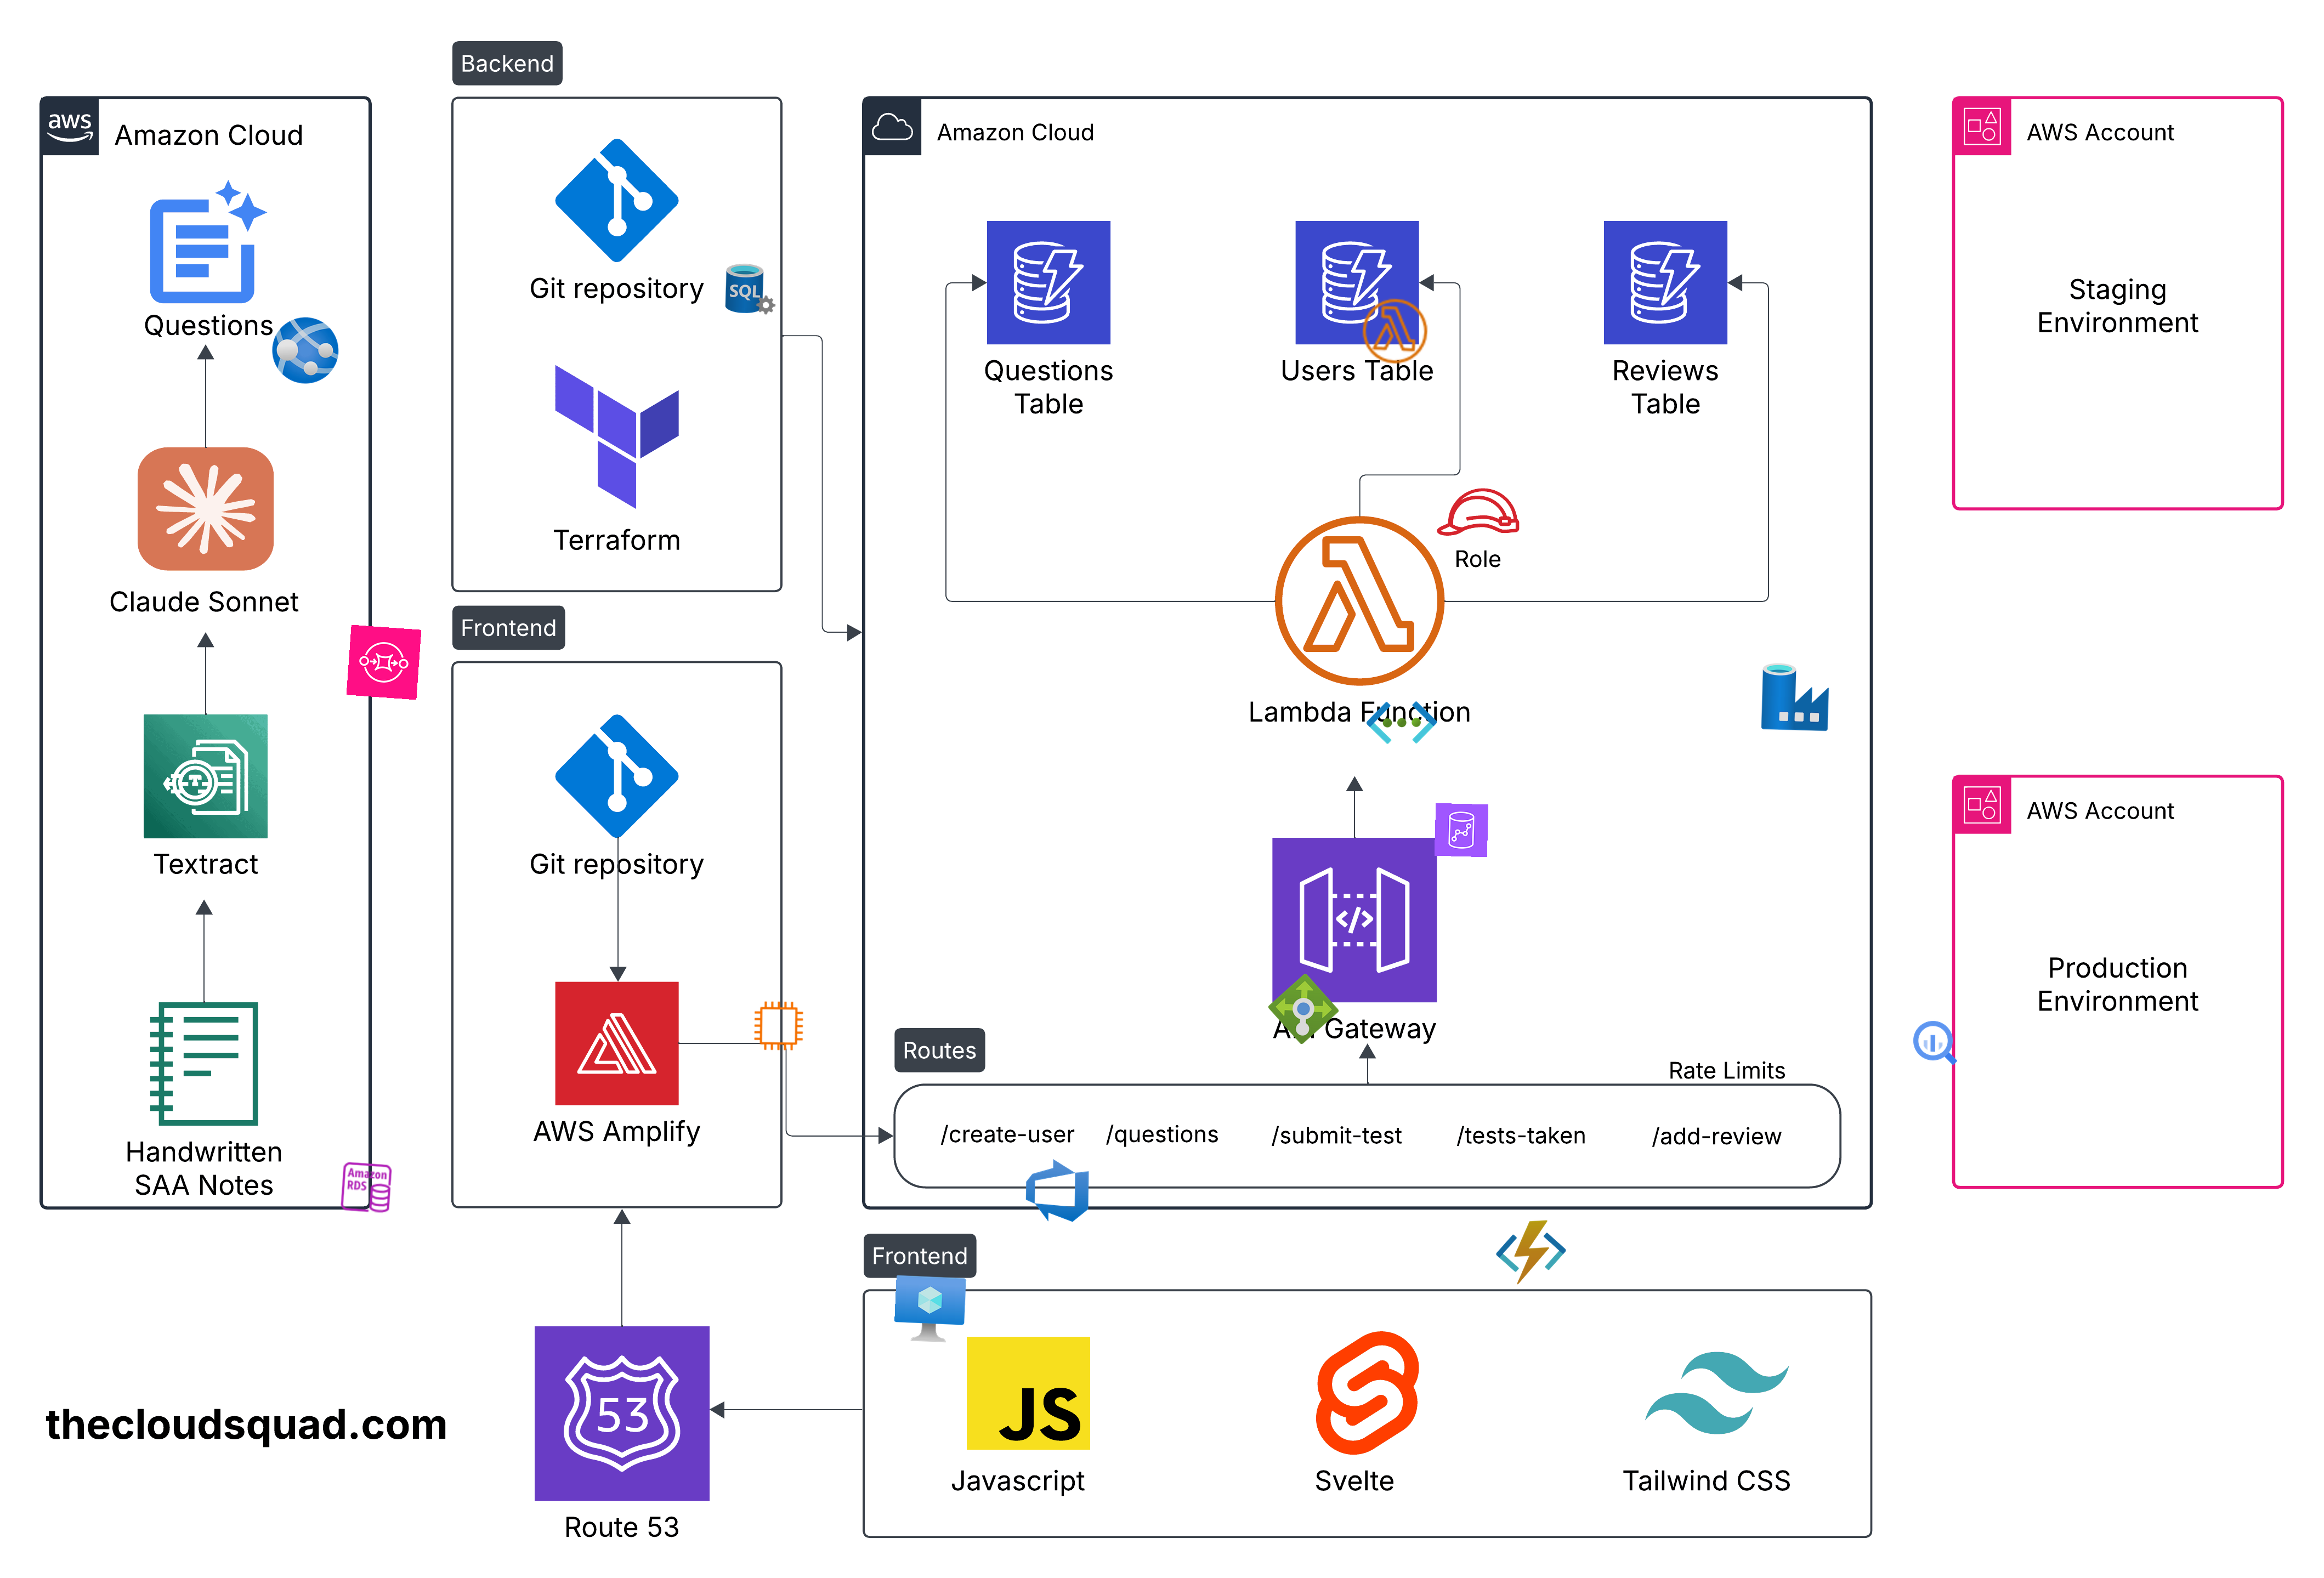 Backend
aws
Amazon Cloud
Questions
Claude Sonnet
Textract
Handwritten
SAA Notes
Amazon
RDS
Git repository
SQL
Terraform
Frontend
Git repository
AWS Amplify
Amazon Cloud
Questions
Table
Users Table
Reviews
Table
Role
Lambda Function
</>
Gateway
Routes
Rate Limits
/create-user
/questions
/submit-test
/tests-taken
/add-review
AWS Account
Staging
Environment
AWS Account
Production
Environment
Frontend
JS
Javascript
Svelte
Tailwind CSS
53
Route 53
thecloudsquad.com